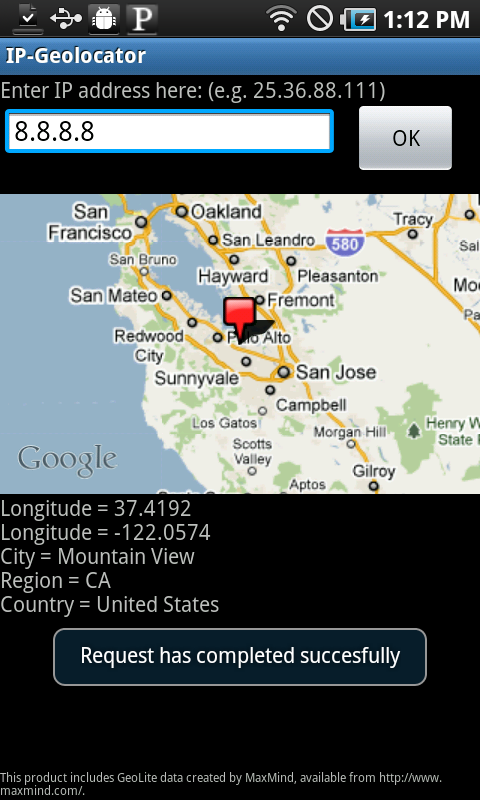 P
1:12 PM
IP-Geolocator
Enter IP address here: (e.g. 25.36.88.111)
8.8.8.8
OK
San Francisco
Oakland
Tracy
San Leandro
580
Sal
San Bruno
Hayward
Pleasanton
Mo
San Mateo
Fremont
Pa
Redwood City
Palo Alto
Sunnyvale
San Jose
Campbell
Los Gatos
Morgan Hill
Henry W
State P
Scotts Valley
Google
Gilroy
Aptos
Longitude = 37.4192
Longitude = -122.0574
City = Mountain View
Region = CA
Country = United States
Request has completed succesfully
This product includes GeoLite data created by MaxMind, available from http://www.
maxmind.com/.